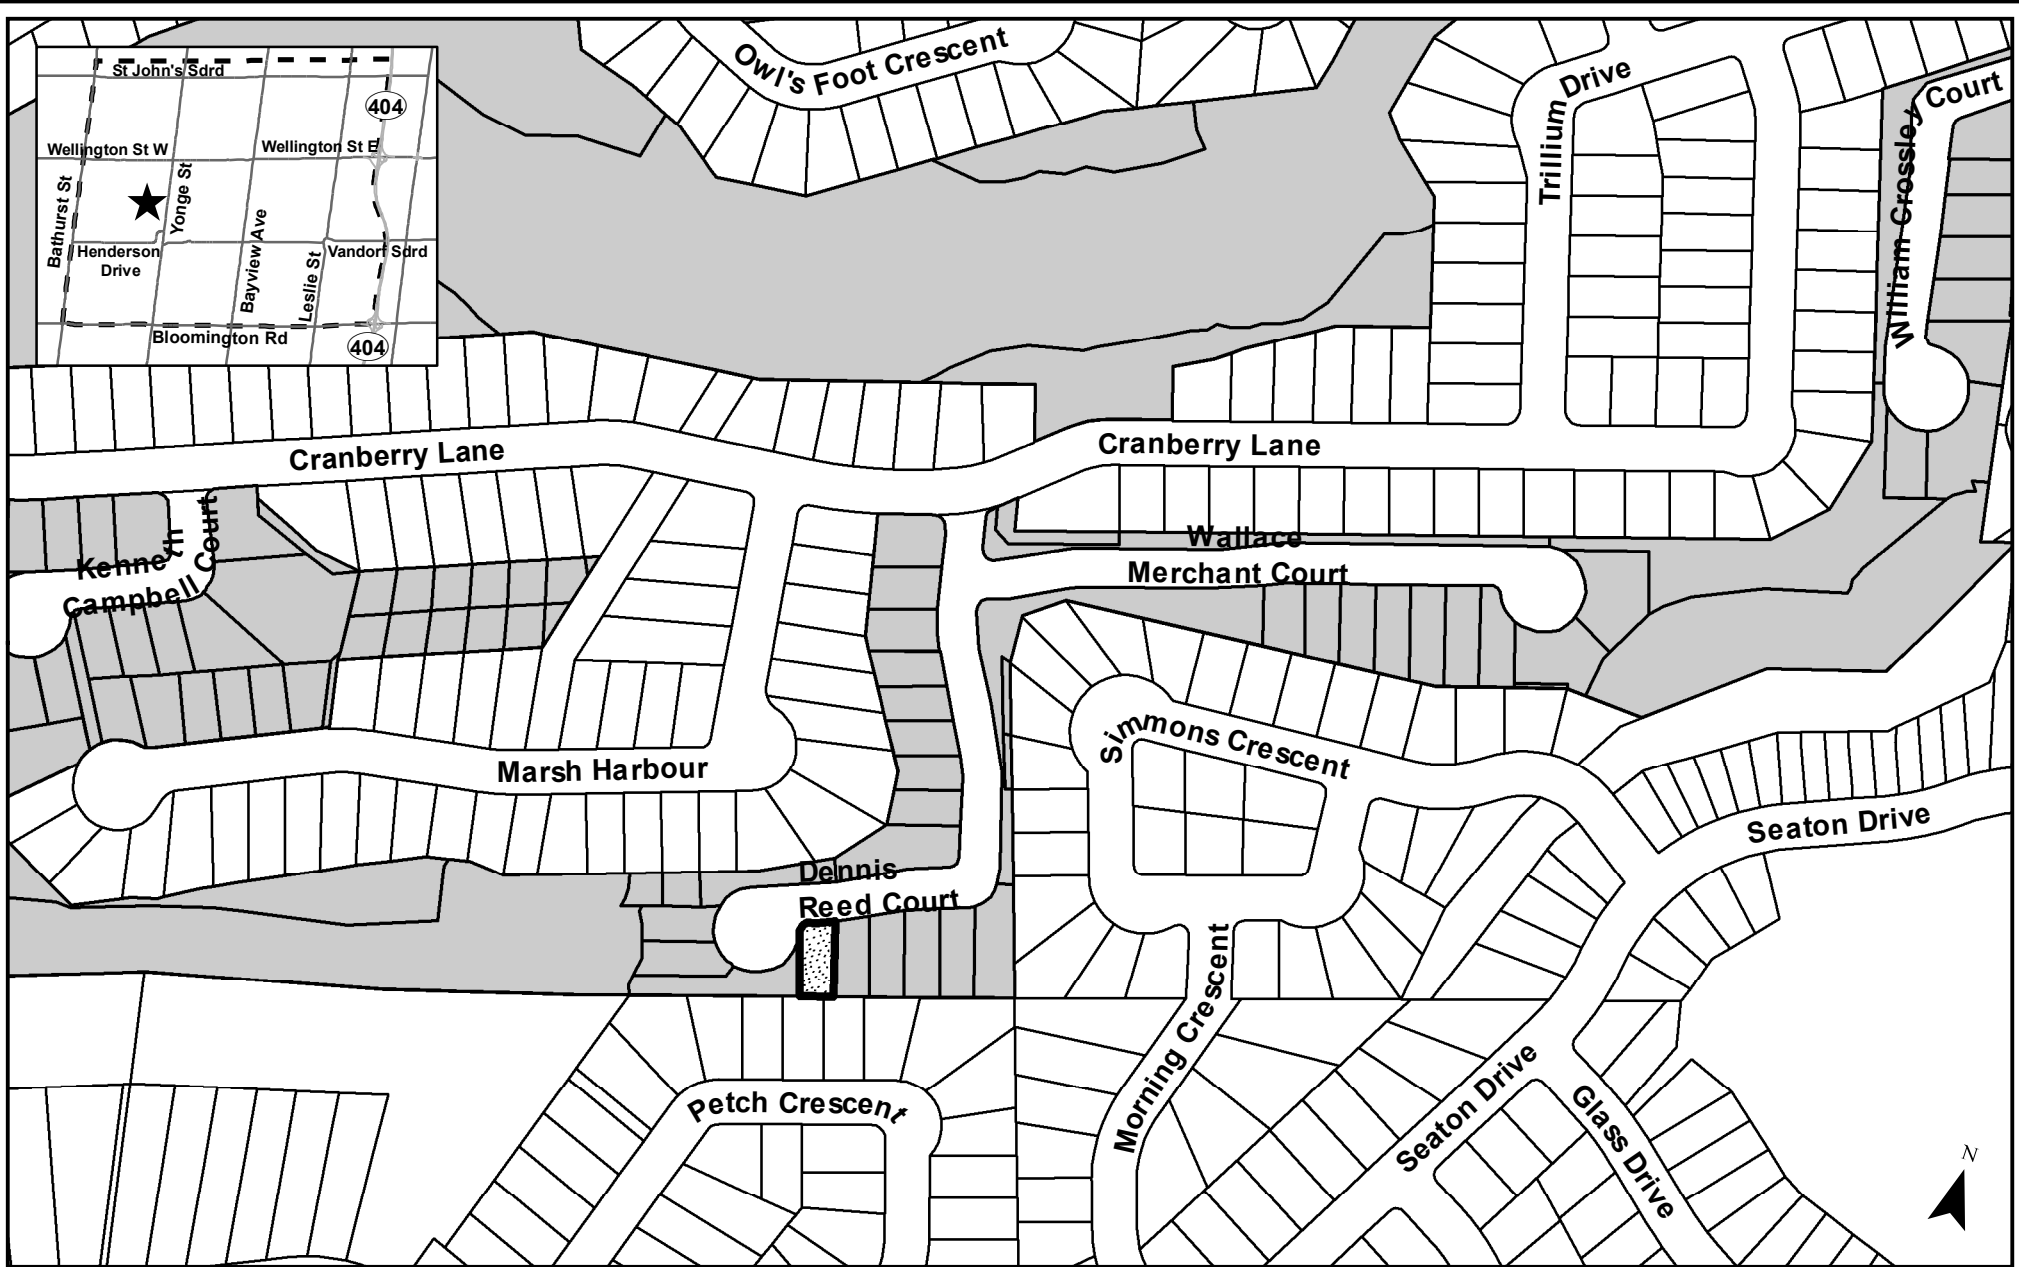 Owl's Foot Crescent
Trillium Drive
William Crossley Court
St John's Sdrd
404
Wellington St W
Wellington St E
Bathurst St
Yonge St
Bayview Ave
Leslie St
Henderson
Drive
Vandorf Sdrd
Bloomington Rd
404
Cranberry Lane
Cranberry Lane
Kenneth
Campbell Court
Wallace
Merchant Court
Simmons Crescent
Marsh Harbour
Seaton Drive
Dennis
Reed Court
Morning Crescent
Petch Crescent
Seaton Drive
Glass Drive
N